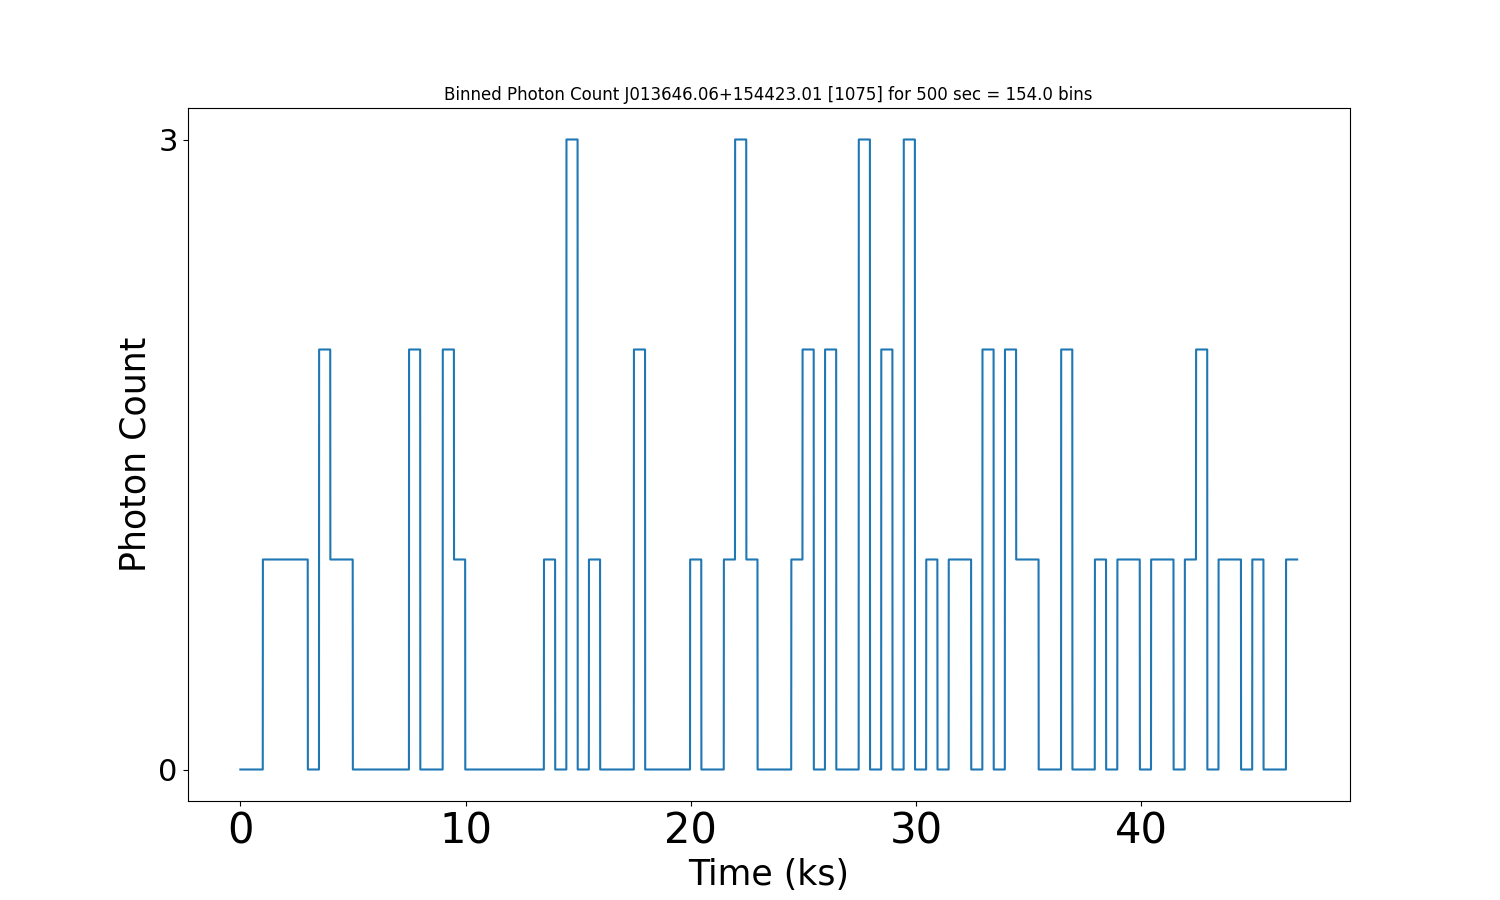 Binned Photon Count J013646.06+154423.01 [1075] for 500 sec = 154.0 bins
3
Photon Count
0
0 10 20 30 40
Time (ks)